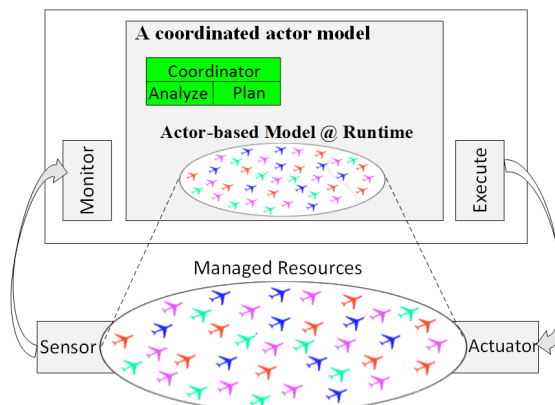 A coordinated actor model
Coordinator
Analyze Plan
Actor-based Model @ Runtime
Monitor
Execute
Managed Resources
Sensor
Actuator